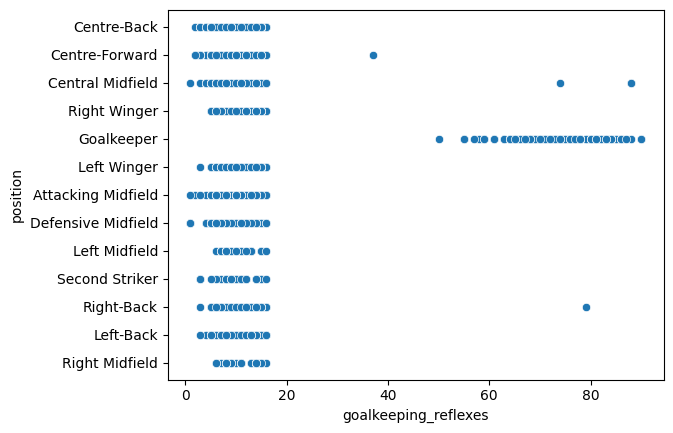 Centre-Back
Centre-Forward
Central Midfield
Right Winger
Goalkeeper
Left Winger
Attacking Midfield
Defensive Midfield
Left Midfield
Second Striker
Right-Back
Left-Back
Right Midfield
position
0 20 40 60 80
goalkeeping_reflexes